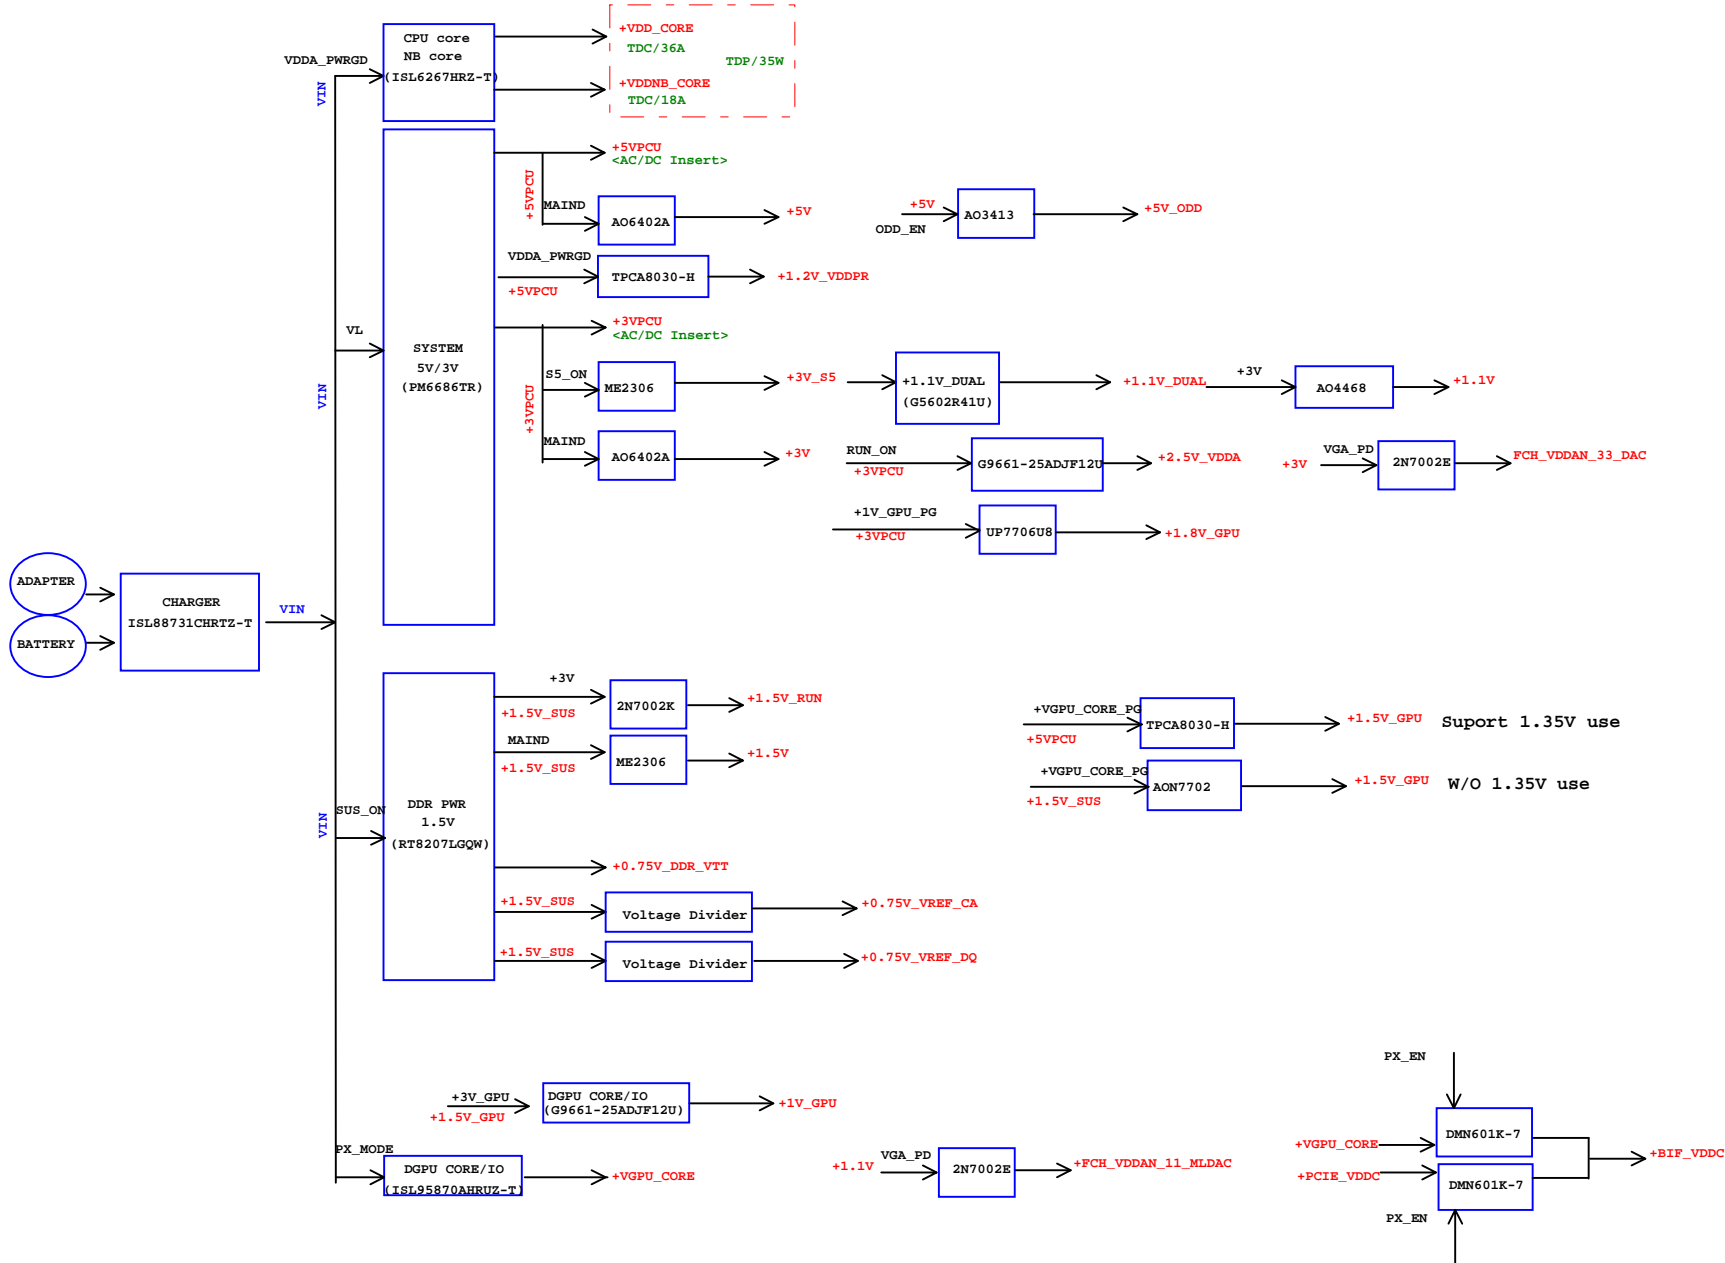 CPU core
NB core
(ISL6267HRZ-T)
VDDA_PWRGD
VIN
+VDD_CORE
TDC/36A
TDP/35W
+VDDNB_CORE
TDC/18A
+5VPCU
<AC/DC Insert>
+5VPCU
MAIND
AO6402A
+5V
+5V
ODD_EN
AO3413
+5V_ODD
VDDA_PWRGD
+5VPCU
TPCA8030-H
+1.2V_VDDPR
+3VPCU
<AC/DC Insert>
VL
SYSTEM
5V/3V
(PM6686TR)
VIN
+3VPCU
S5_ON
ME2306
+3V_S5
+1.1V_DUAL
(G5602R41U)
+1.1V_DUAL
+3V
AO4468
+1.1V
MAIND
AO6402A
+3V
RUN_ON
+3VPCU
G9661-25ADJF12U
+2.5V_VDDA
+3V
VGA_PD
2N7002E
FCH_VDDAN_33_DAC
+1V_GPU_PG
+3VPCU
UP7706U8
+1.8V_GPU
ADAPTER
BATTERY
CHARGER
ISL88731CHRTZ-T
VIN
+3V
+1.5V_SUS
2N7002K
+1.5V_RUN
MAIND
+1.5V_SUS
ME2306
+1.5V
+VGPU_CORE_PG
+5VPCU
TPCA8030-H
+1.5V_GPU
Suport 1.35V use
+VGPU_CORE_PG
+1.5V_SUS
AON7702
+1.5V_GPU
W/O 1.35V use
VIN
SUS_ON
DDR PWR
1.5V
(RT8207LGQW)
+0.75V_DDR_VTT
+1.5V_SUS
Voltage Divider
+0.75V_VREF_CA
+1.5V_SUS
Voltage Divider
+0.75V_VREF_DQ
+3V_GPU
+1.5V_GPU
DGPU CORE/IO
(G9661-25ADJF12U)
+1V_GPU
PX_MODE
DGPU CORE/IO
(ISL95870AHRUZ-T)
+VGPU_CORE
+1.1V
VGA_PD
2N7002E
+FCH_VDDAN_11_MLDAC
PX_EN
+VGPU_CORE
DMN601K-7
+BIF_VDDC
+PCIE_VDDC
DMN601K-7
PX_EN